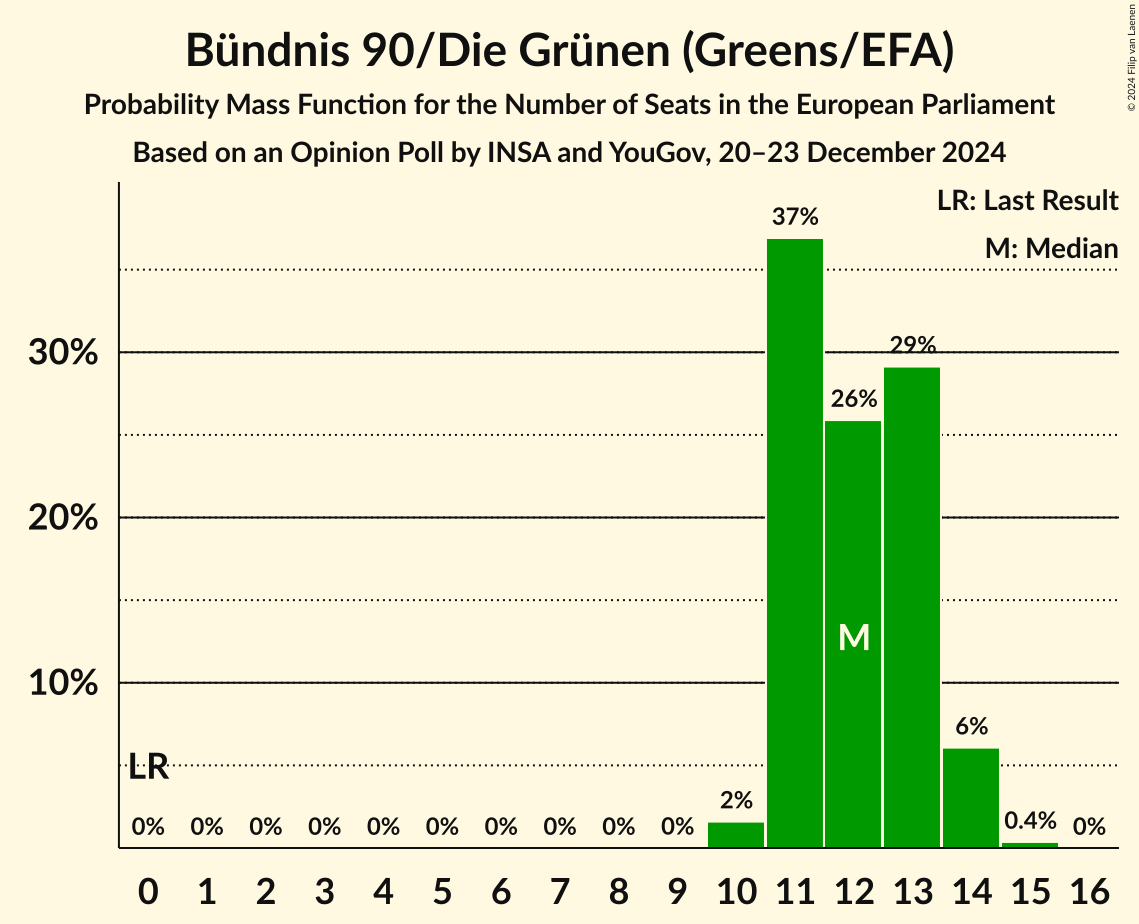 Bündnis 90/Die Grünen (Greens/EFA)
Probability Mass Function for the Number of Seats in the European Parliament
Based on an Opinion Poll by INSA and YouGov, 20–23 December 2024
© 2024 Filip van Laenen
LR: Last Result
M: Median
37%
29%
30%
26%
20%
M
10%
6%
LR
2%
0.4%
0% 0% 0% 0% 0% 0% 0% 0% 0% 0% 0%
0 1 2 3 4 5 6 7 8 9 10 11 12 13 14 15 16